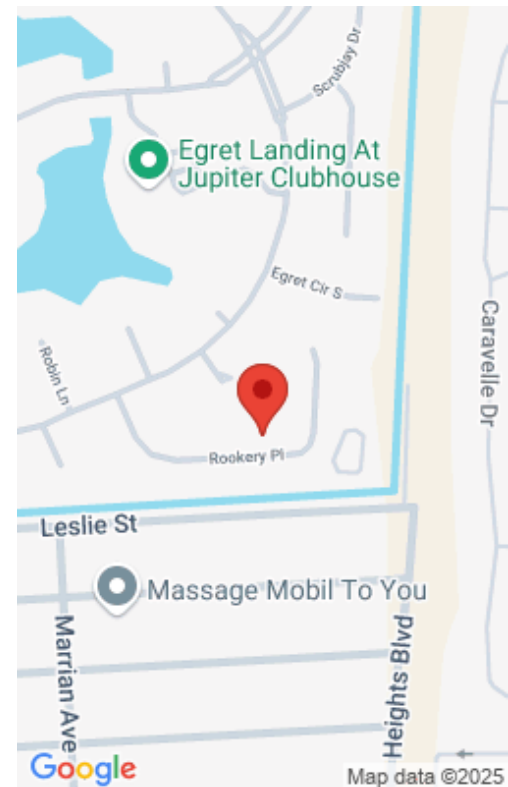 Scrubjay Dr
Egret Landing At
Jupiter Clubhouse
Egret Cir S
Caravelle Dr
Robin Ln
Rookery Pl
Leslie St
Massage Mobil To You
Marrian Ave
Heights Blvd
Google
Map data ©2025